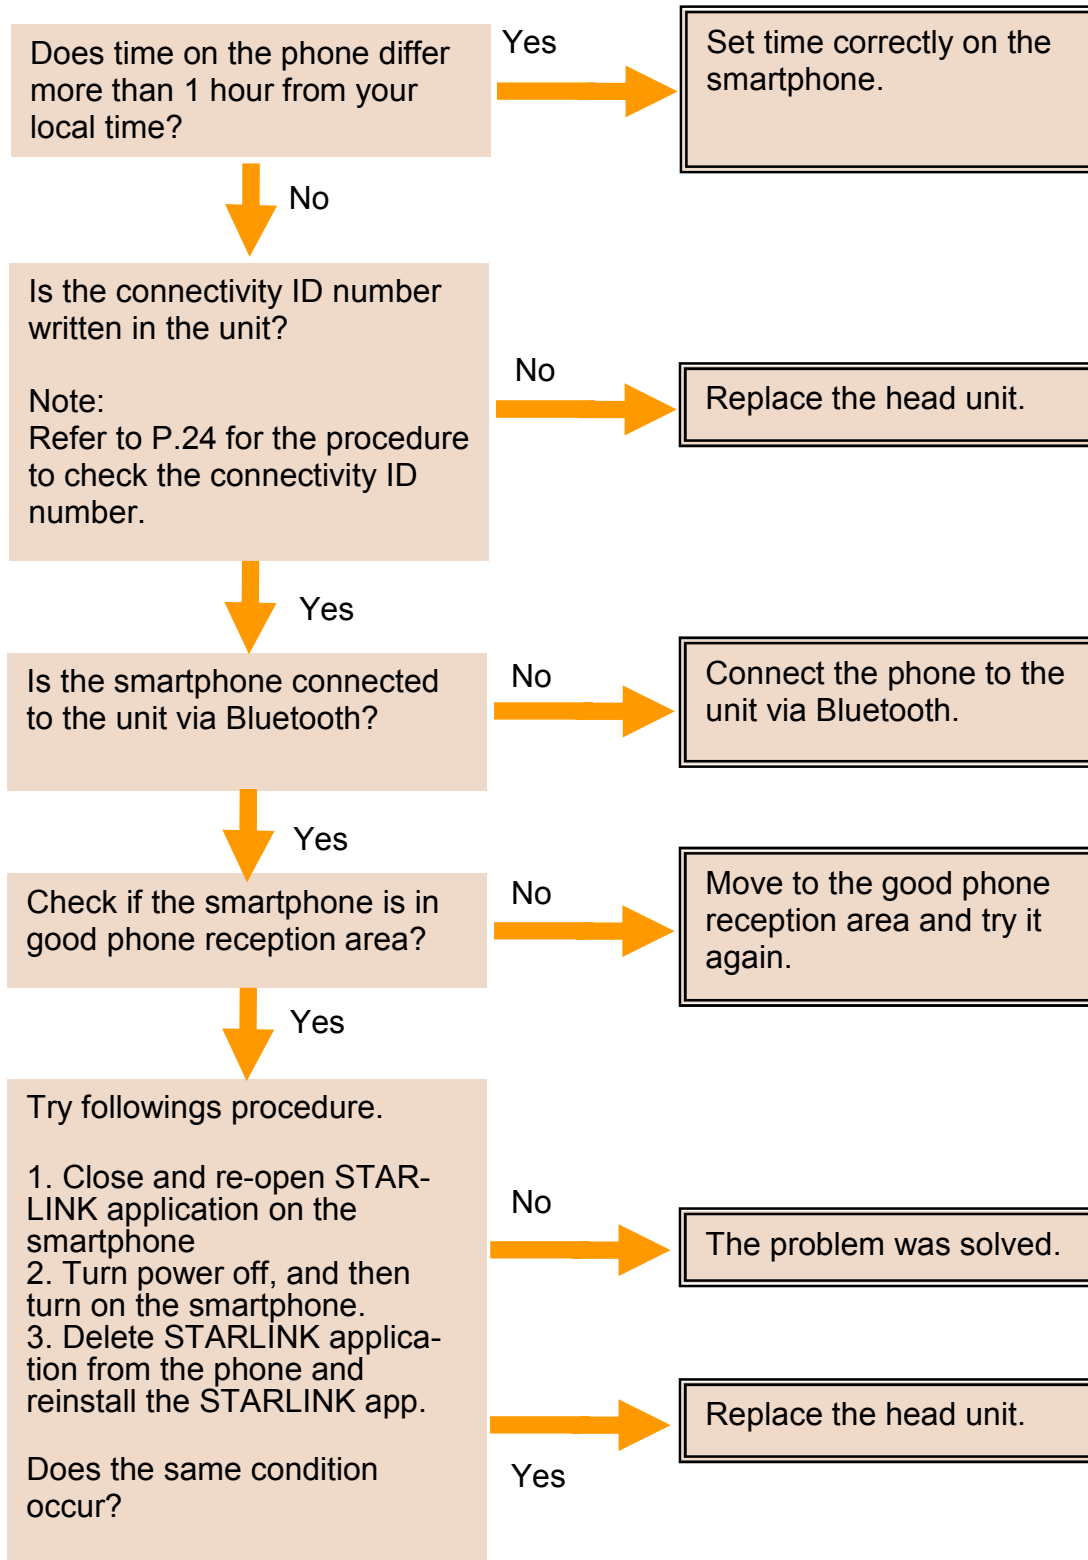 Does time on the phone differ
more than 1 hour from your
local time?
Yes
Set time correctly on the
smartphone.
No
Is the connectivity ID number
written in the unit?
Note:
Refer to P.24 for the procedure
to check the connectivity ID
number.
No
Replace the head unit.
Yes
Is the smartphone connected
to the unit via Bluetooth?
No
Connect the phone to the
unit via Bluetooth.
Yes
Check if the smartphone is in
good phone reception area?
No
Move to the good phone
reception area and try it
again.
Yes
Try followings procedure.
1. Close and re-open STAR-
LINK application on the
smartphone
2. Turn power off, and then
turn on the smartphone.
3. Delete STARLINK applica-
tion from the phone and
reinstall the STARLINK app.
Does the same condition
occur?
No
The problem was solved.
Yes
Replace the head unit.